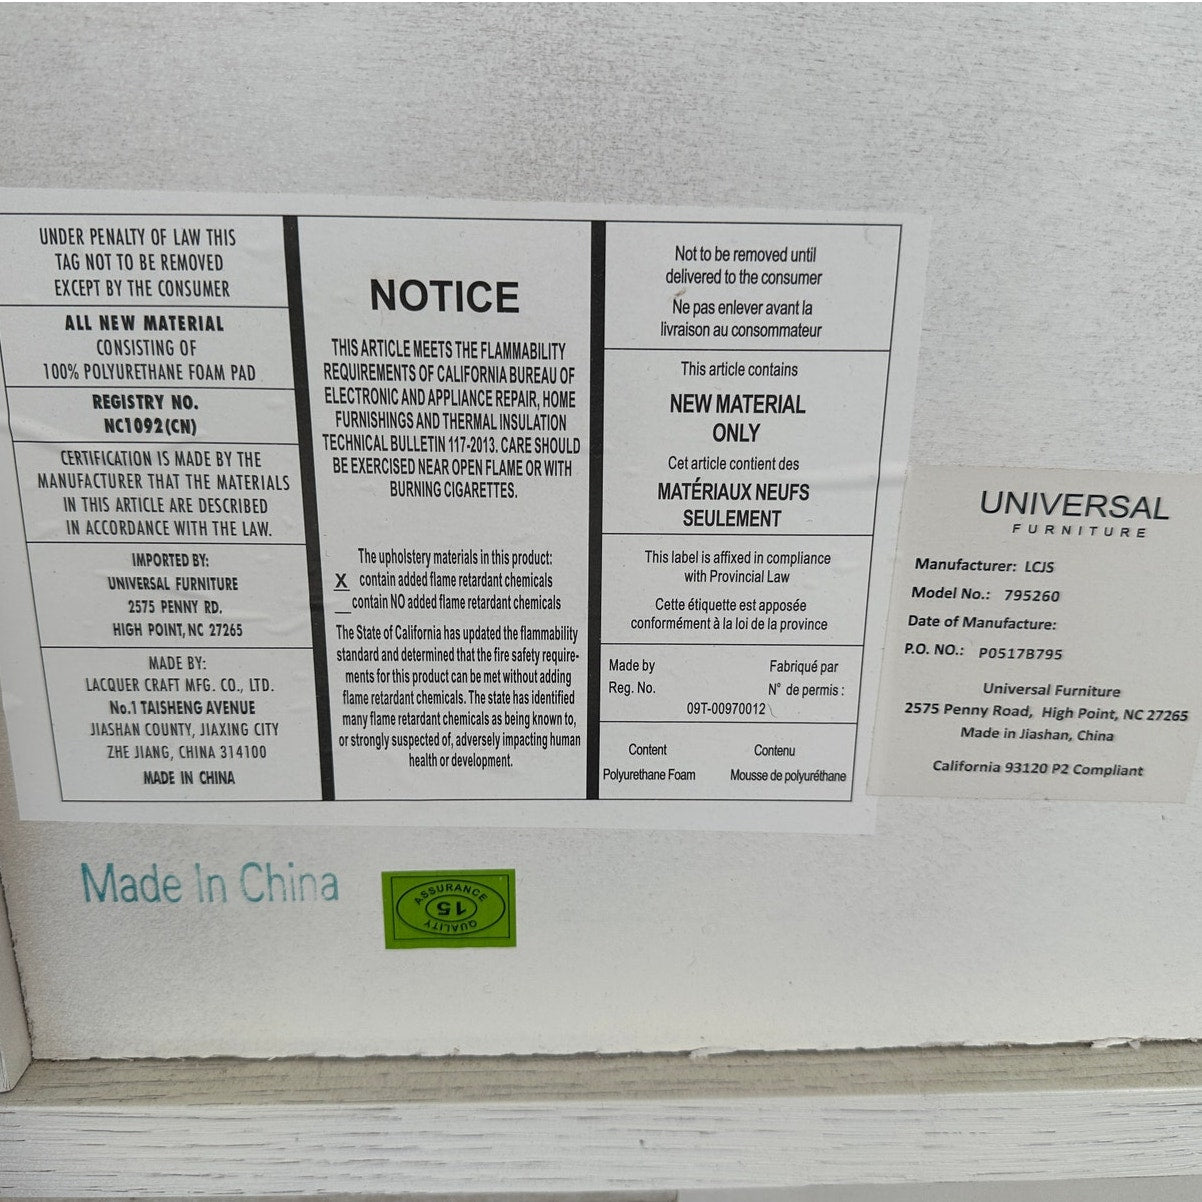 UNDER PENALTY OF LAW THIS
TAG NOT TO BE REMOVED
EXCEPT BY THE CONSUMER
ALL NEW MATERIAL
CONSISTING OF
100% POLYURETHANE FOAM PAD
REGISTRY NO.
NC1092(CN)
CERTIFICATION IS MADE BY THE
MANUFACTURER THAT THE MATERIALS
IN THIS ARTICLE ARE DESCRIBED
IN ACCORDANCE WITH THE LAW.
IMPORTED BY:
UNIVERSAL FURNITURE
2575 PENNY RD.
HIGH POINT, NC 27265
MADE BY:
LACQUER CRAFT MFG. CO., LTD.
No.1 TAISHENG AVENUE
JIASHAN COUNTY, JIAXING CITY
ZHE JIANG, CHINA 314100
MADE IN CHINA
NOTICE
THIS ARTICLE MEETS THE FLAMMABILITY
REQUIREMENTS OF CALIFORNIA BUREAU OF
ELECTRONIC AND APPLIANCE REPAIR, HOME
FURNISHINGS AND THERMAL INSULATION
TECHNICAL BULLETIN 117-2013. CARE SHOULD
BE EXERCISED NEAR OPEN FLAME OR WITH
BURNING CIGARETTES.
The upholstery materials in this product:
X contain added flame retardant chemicals
__contain NO added flame retardant chemicals
The State of California has updated the flammability
standard and determined that the fire safety require-
ments for this product can be met without adding
flame retardant chemicals. The state has identified
many flame retardant chemicals as being known to,
or strongly suspected of, adversely impacting human
health or development.
Not to be removed until
delivered to the consumer
Ne pas enlever avant la
livraison au consommateur
This article contains
NEW MATERIAL
ONLY
Cet article contient des
MATÉRIAUX NEUFS
SEULEMENT
This label is affixed in compliance
with Provincial Law
Cette étiquette est apposée
conformément à la loi de la province
Made by Fabriqué par
Reg. No. N° de permis :
09T-00970012
Content Contenu
Polyurethane Foam Mousse de polyuréthane
UNIVERSAL
FURNITURE
Manufacturer: LCJS
Model No.: 795260
Date of Manufacture:
P.O. NO.: P0517B795
Universal Furniture
2575 Penny Road, High Point, NC 27265
Made in Jiashan, China
California 93120 P2 Compliant
Made In China
ASSURANCE
15
QUALITY